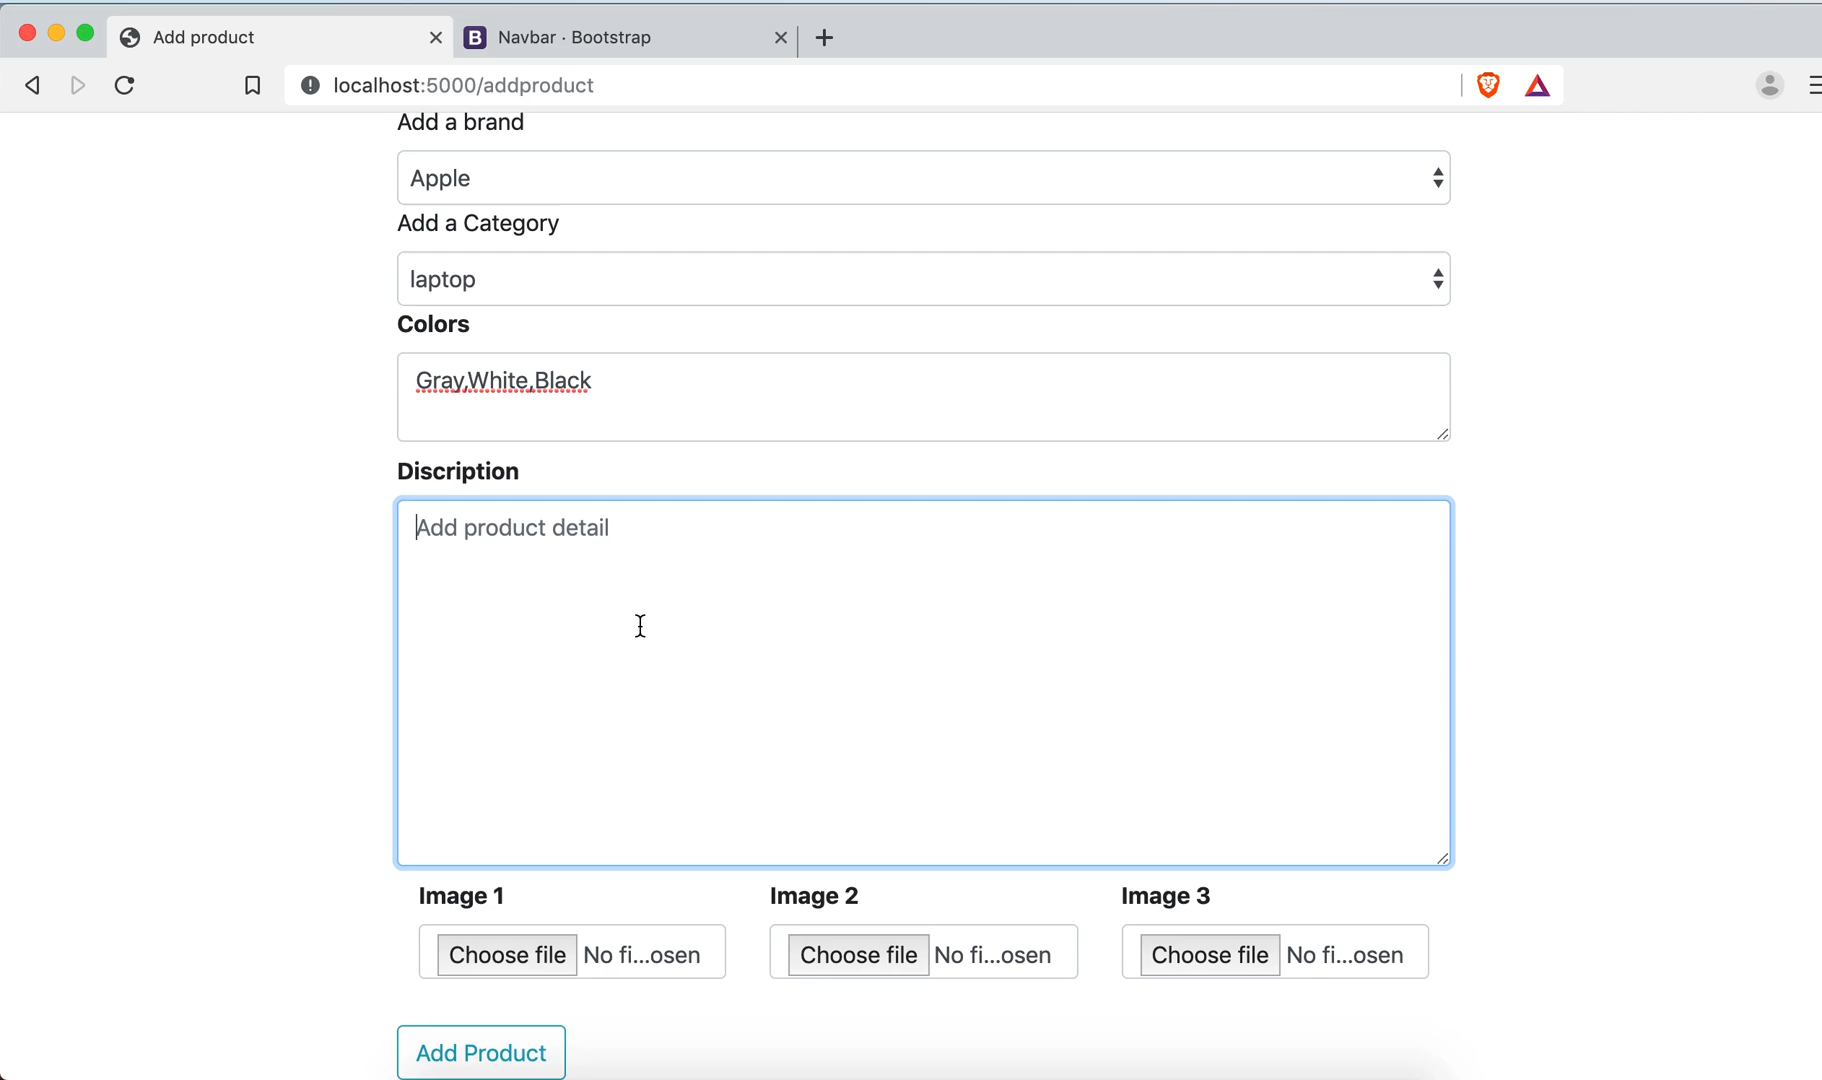 Add product
Navbar · Bootstrap
localhost:5000/addproduct
Add a brand
Apple
Add a Category
laptop
Colors
Gray,White,Black
Discription
Add product detail
Image 1 Image 2 Image 3
Choose file No fi...osen Choose file No fi...osen Choose file No fi...osen
Add Product